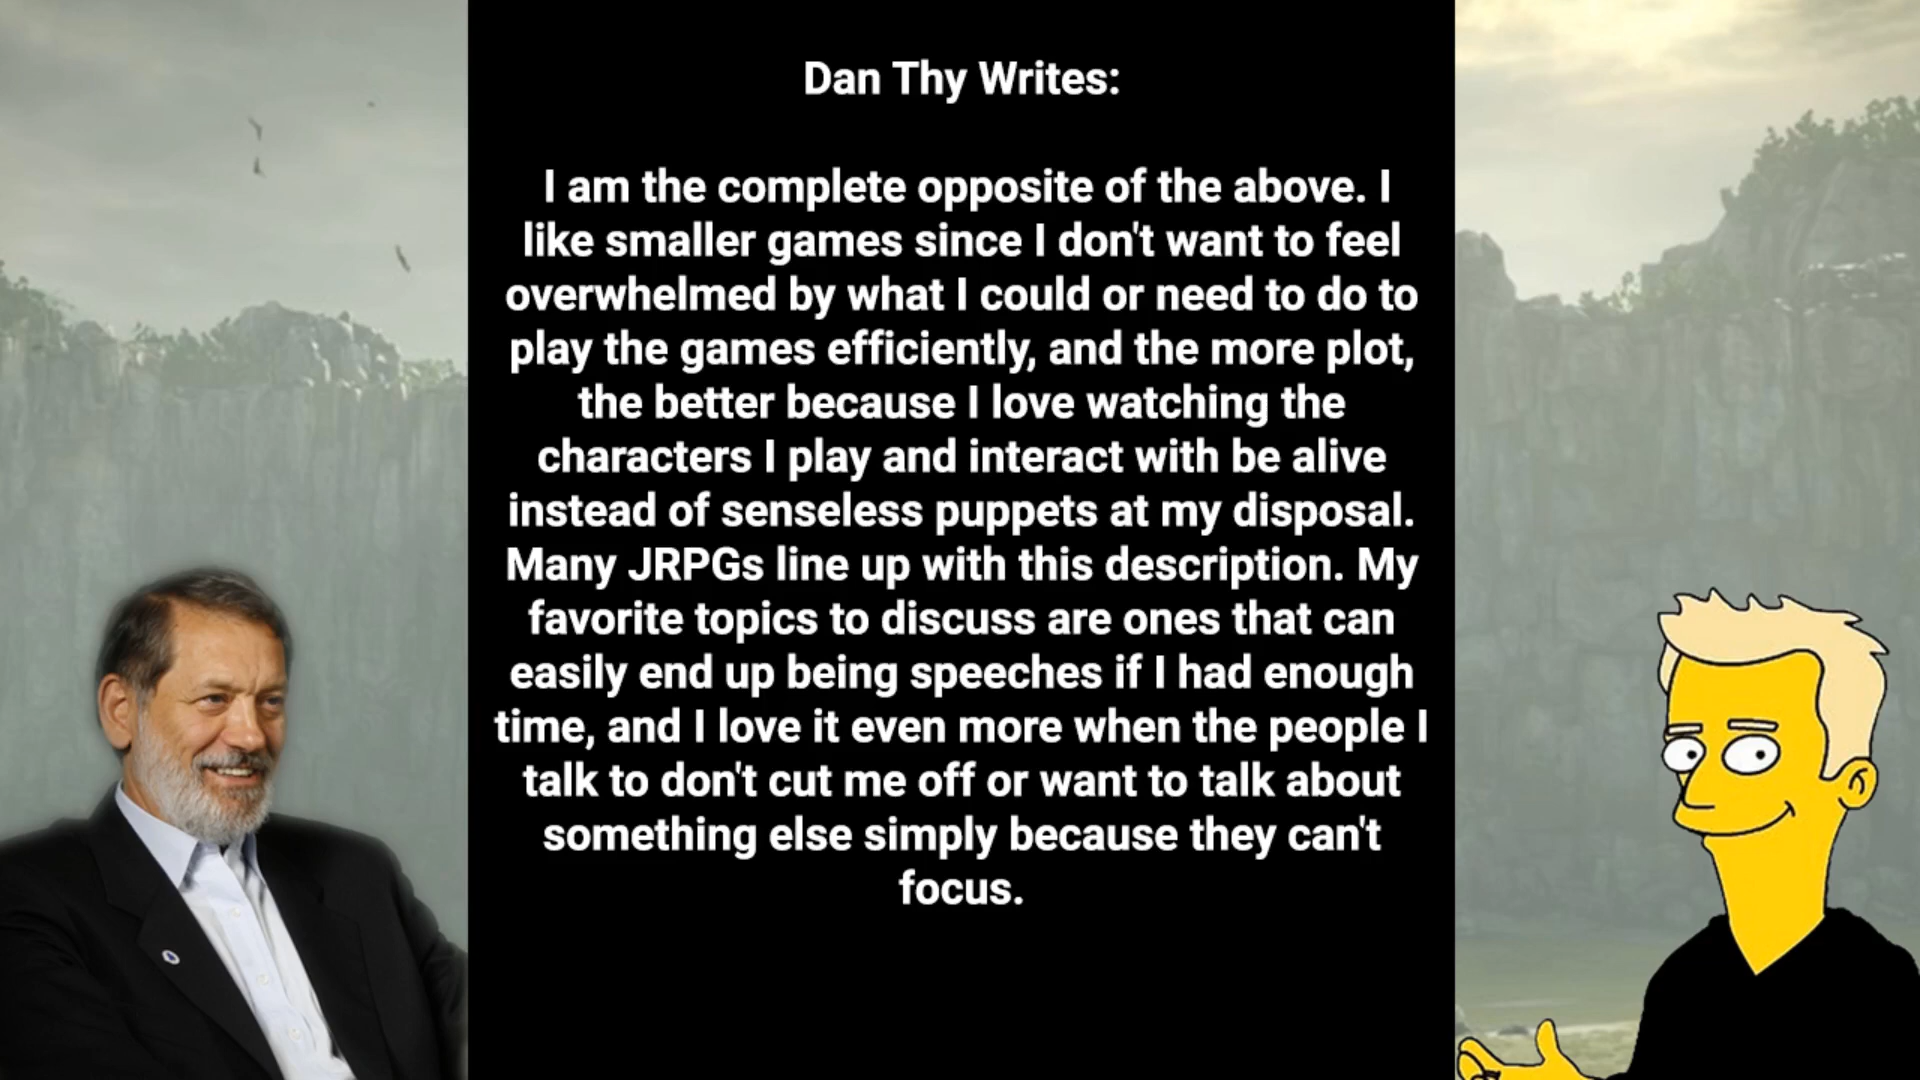 Dan Thy Writes:
I am the complete opposite of the above. I
like smaller games since I don't want to feel
overwhelmed by what I could or need to do to
play the games efficiently, and the more plot,
the better because I love watching the
characters I play and interact with be alive
instead of senseless puppets at my disposal.
Many JRPGs line up with this description. My
favorite topics to discuss are ones that can
easily end up being speeches if I had enough
time, and I love it even more when the people I
talk to don't cut me off or want to talk about
something else simply because they can't
focus.